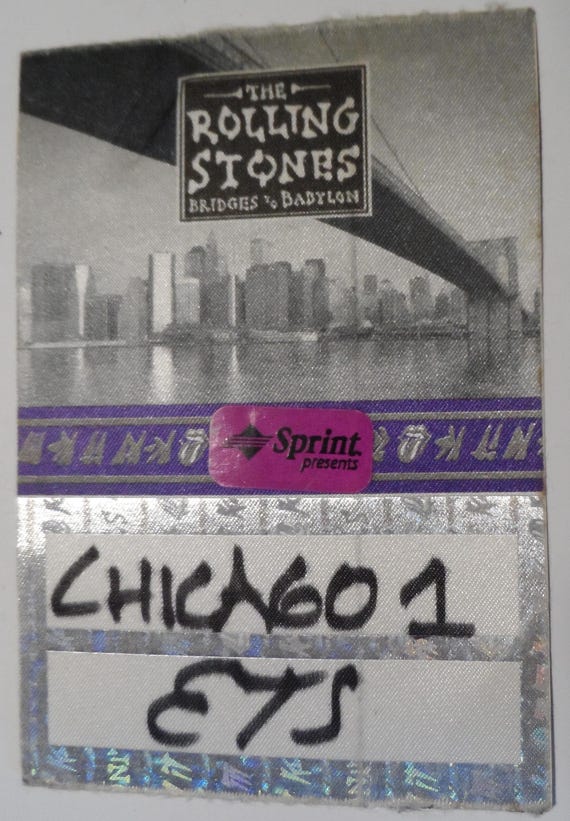 THE
ROLLING
STONES
BRIDGES TO BABYLON
Sprint
presents
CHICAGO 1
ETS